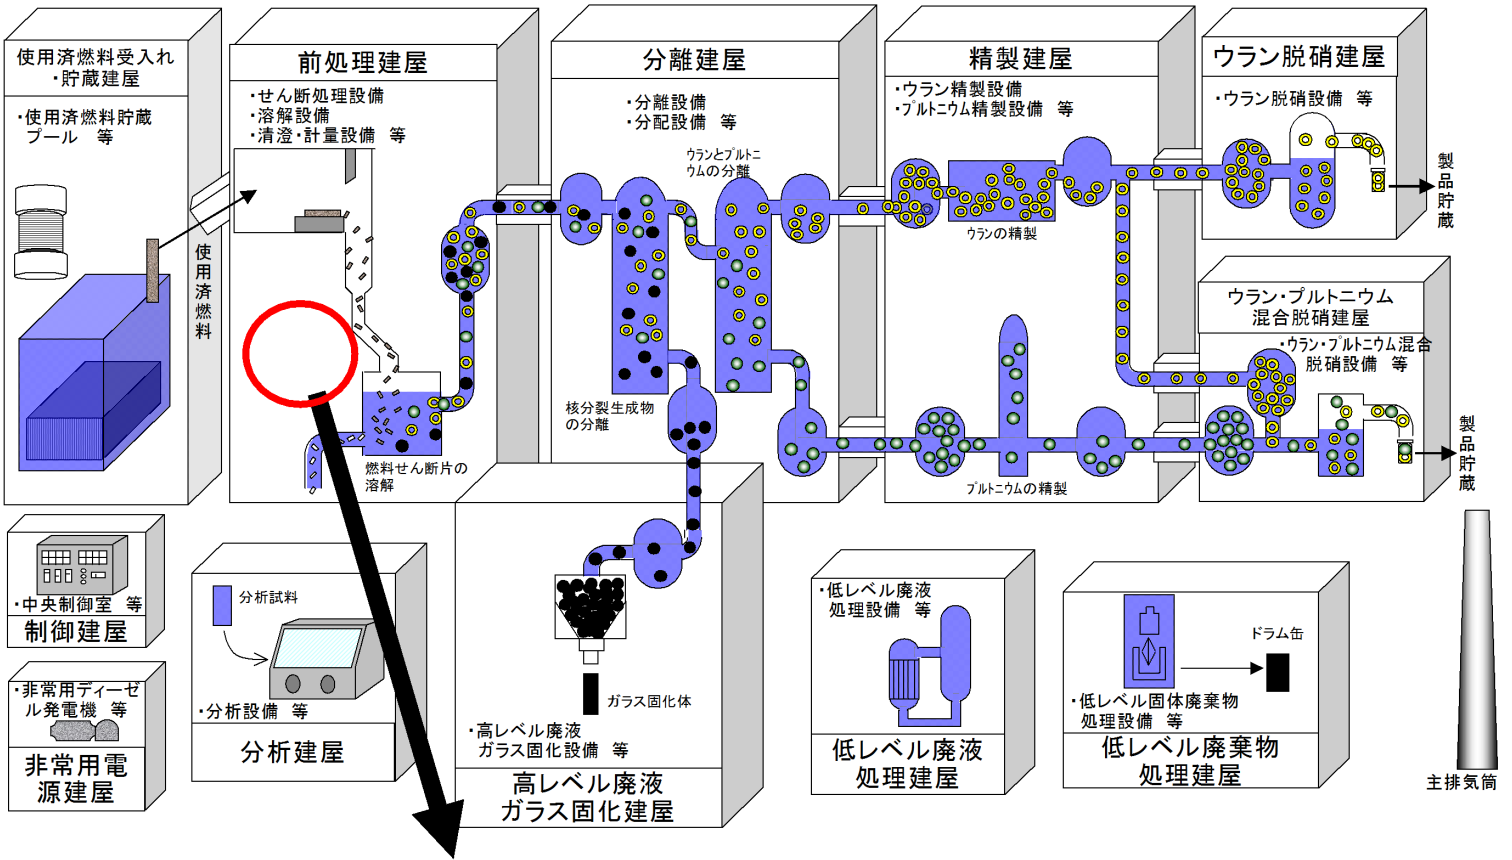 使用済燃料受入れ
・貯蔵建屋
・使用済燃料貯蔵
プール 等
使用済燃料
前処理建屋
・せん断処理設備
・溶解設備
・清澄・計量設備 等
燃料せん断片の
溶解
分離建屋
・分離設備
・分配設備 等
ウランとプルトニ
ウムの分離
核分裂生成物
の分離
精製建屋
・ウラン精製設備
・プルトニウム精製設備 等
ウランの精製
プルトニウムの精製
ウラン脱硝建屋
・ウラン脱硝設備 等
製品貯蔵
ウラン・プルトニウム
混合脱硝建屋
・ウラン・プルトニウム混合
脱硝設備 等
製品貯蔵
・中央制御室 等
制御建屋
・非常用ディーゼ
ル発電機 等
非常用電
源建屋
分析試料
・分析設備 等
分析建屋
ガラス固化体
・高レベル廃液
ガラス固化設備 等
高レベル廃液
ガラス固化建屋
・低レベル廃液
処理設備 等
低レベル廃液
処理建屋
ドラム缶
・低レベル固体廃棄物
処理設備 等
低レベル廃棄物
処理建屋
主排気筒